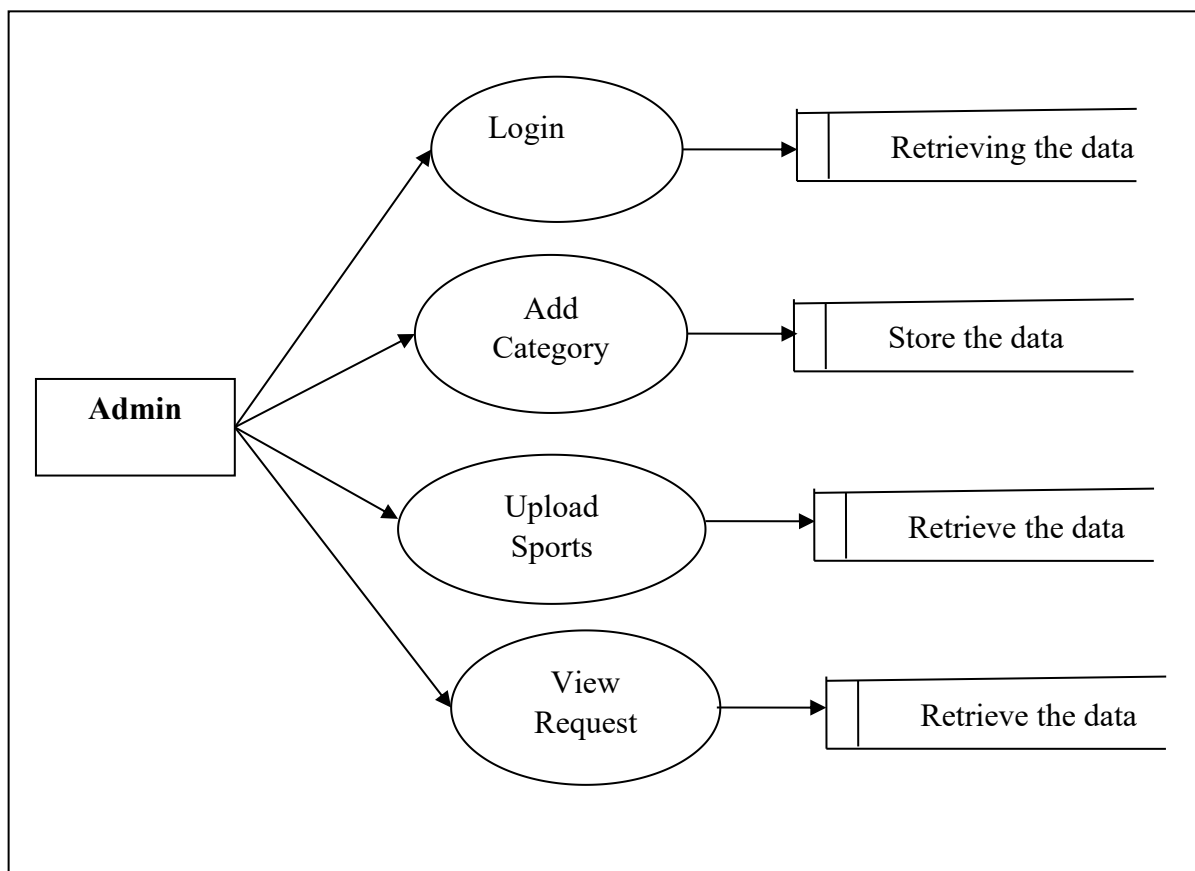 Login
Retrieving the data
Add
Category
Store the data
Admin
Upload
Sports
Retrieve the data
View
Request
Retrieve the data